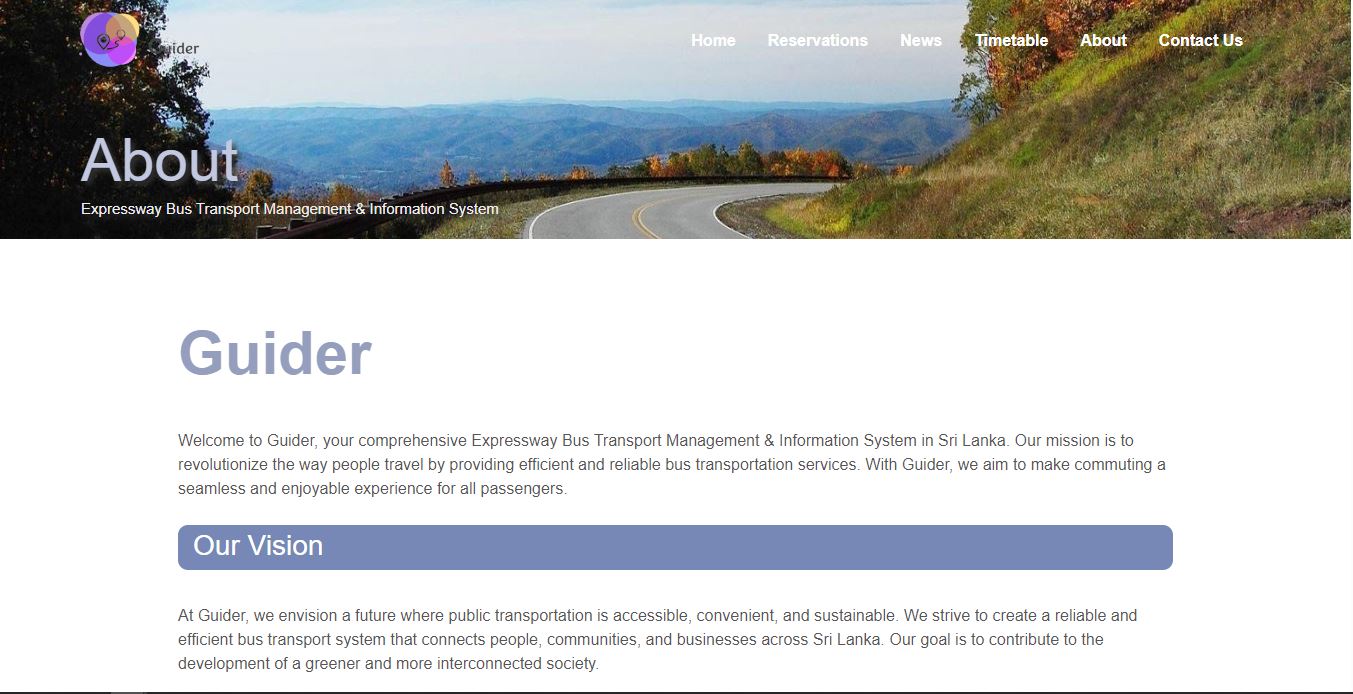 Guider
Home Reservations News Timetable About Contact Us
About
Expressway Bus Transport Management & Information System
Guider
Welcome to Guider, your comprehensive Expressway Bus Transport Management & Information System in Sri Lanka. Our mission is to
revolutionize the way people travel by providing efficient and reliable bus transportation services. With Guider, we aim to make commuting a
seamless and enjoyable experience for all passengers.
Our Vision
At Guider, we envision a future where public transportation is accessible, convenient, and sustainable. We strive to create a reliable and
efficient bus transport system that connects people, communities, and businesses across Sri Lanka. Our goal is to contribute to the
development of a greener and more interconnected society.